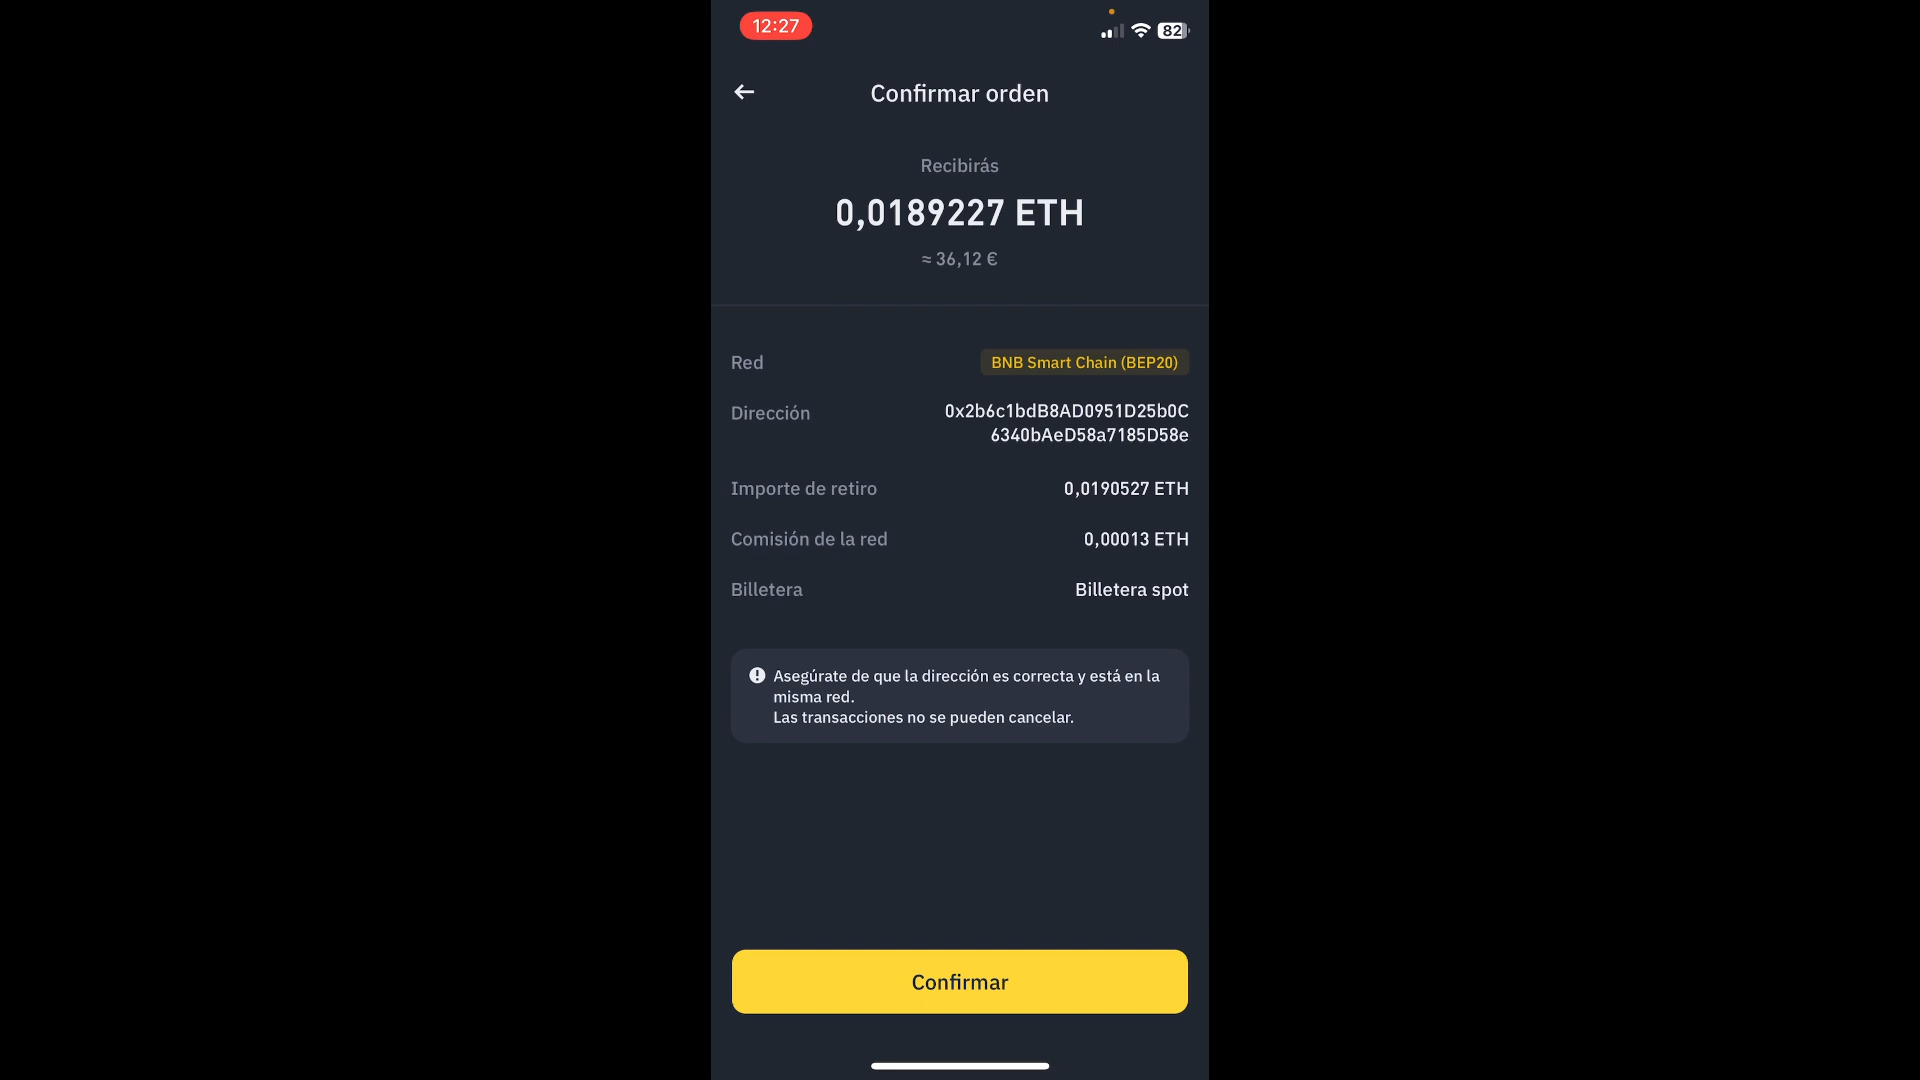 12:27
82
Confirmar orden
Recibirás
0,0189227 ETH
≈ 36,12 €
Red
BNB Smart Chain (BEP20)
Dirección
0x2b6c1bdB8AD0951D25b0C
6340bAeD58a7185D58e
Importe de retiro
0,0190527 ETH
Comisión de la red
0,00013 ETH
Billetera
Billetera spot
Asegúrate de que la dirección es correcta y está en la
misma red.
Las transacciones no se pueden cancelar.
Confirmar